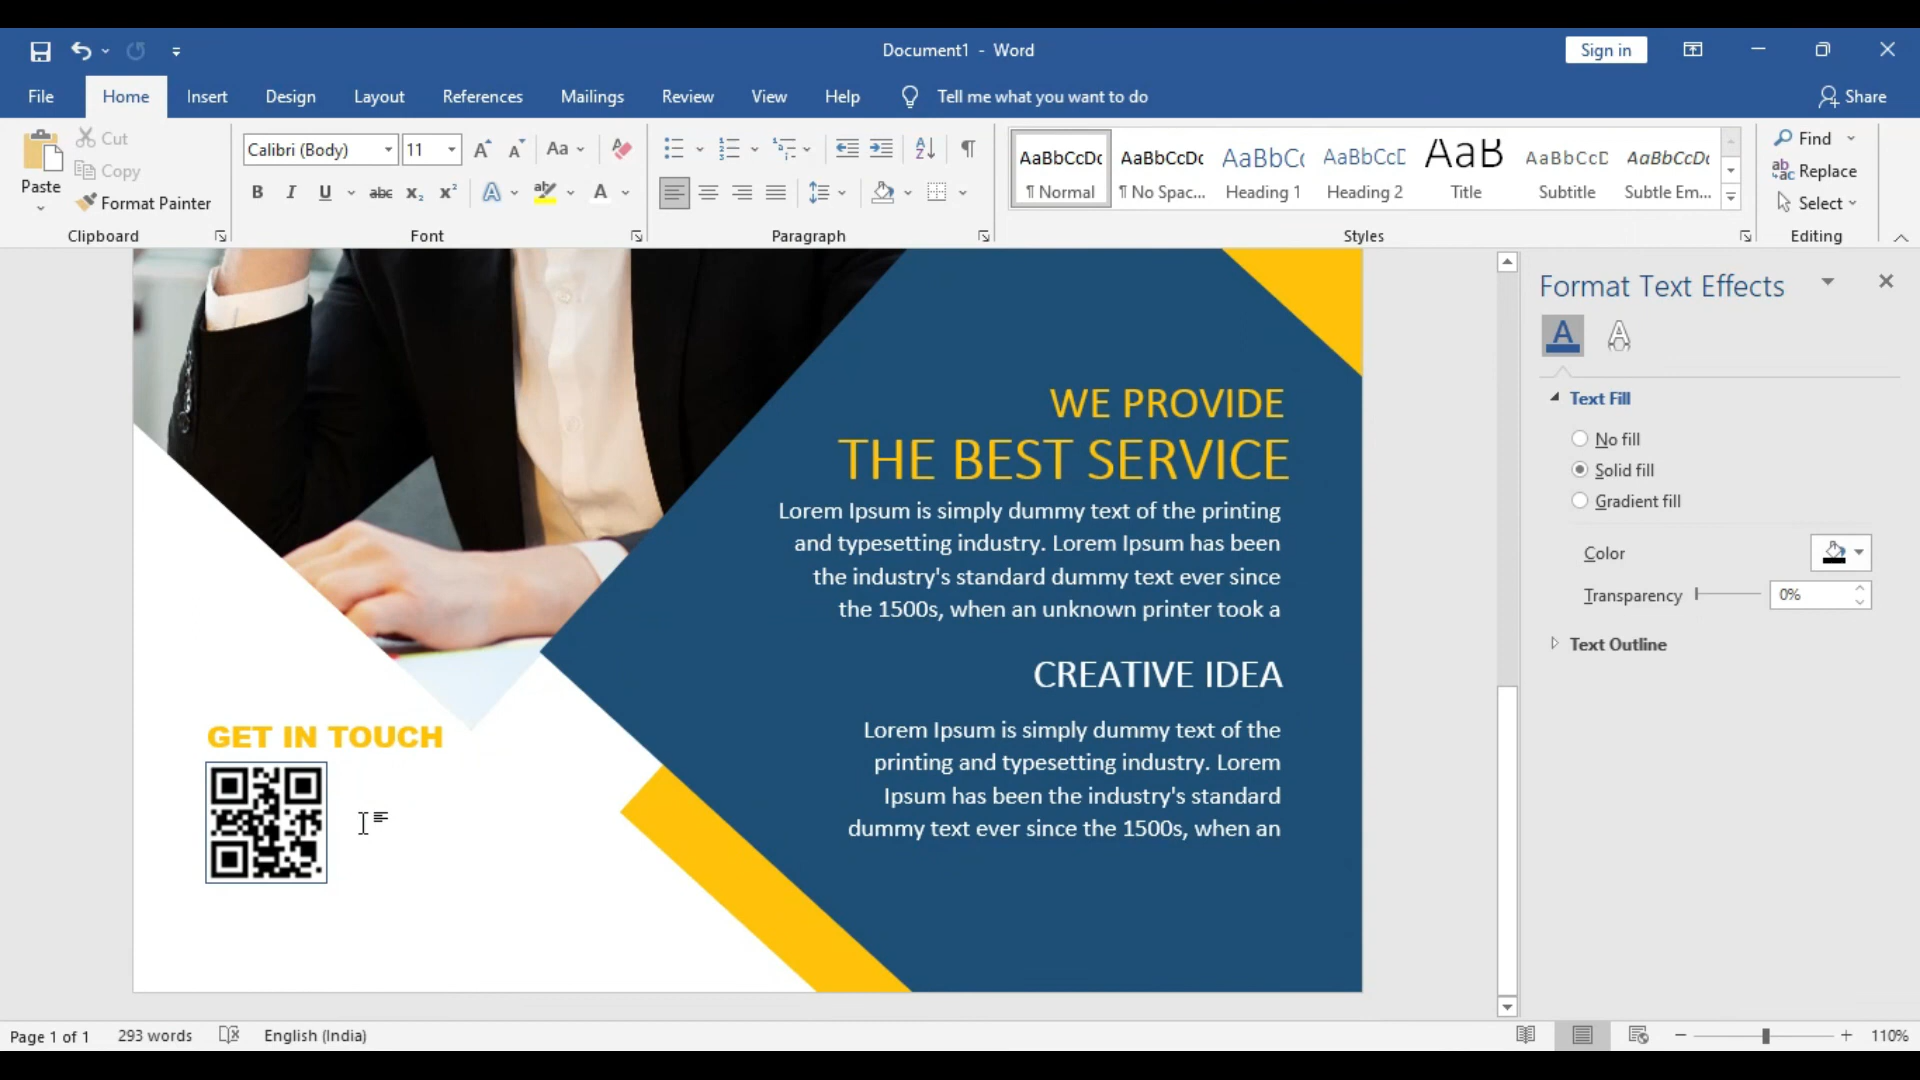 Document1 - Word
Sign in
File
Home
Insert
Design
Layout
References
Mailings
Review
View
Help
Tell me what you want to do
Share
Paste
Cut
Copy
Format Painter
Clipboard
Calibri (Body)
11
Font
Paragraph
AaBbCcDc
¶ Normal
AaBbCcDc
¶ No Spac...
AaBbCc
Heading 1
AaBbCcD
Heading 2
AaB
Title
AaBbCcD
Subtitle
AaBbCcDc
Subtle Em...
Styles
Find
Replace
Select
Editing
WE PROVIDE
THE BEST SERVICE
Lorem Ipsum is simply dummy text of the printing
and typesetting industry. Lorem Ipsum has been
the industry's standard dummy text ever since
the 1500s, when an unknown printer took a
CREATIVE IDEA
Lorem Ipsum is simply dummy text of the
printing and typesetting industry. Lorem
Ipsum has been the industry's standard
dummy text ever since the 1500s, when an
GET IN TOUCH
Format Text Effects
Text Fill
No fill
Solid fill
Gradient fill
Color
Transparency
0%
Text Outline
Page 1 of 1
293 words
English (India)
110%